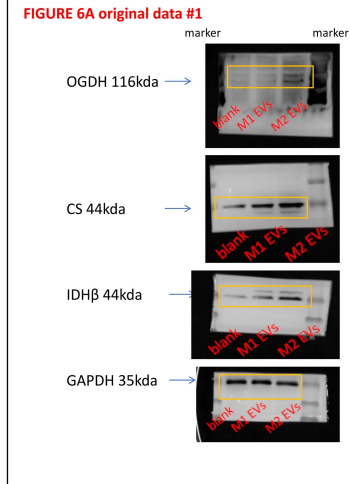 FIGURE 6A original data #1
marker marker
OGDH 116kda
blank M1 EVs M2 EVs
CS 44kda
blank M1 EVs M2 EVs
IDHβ 44kda
blank M1 EVs M2 EVs
GAPDH 35kda
blank M1 EVs M2 EVs